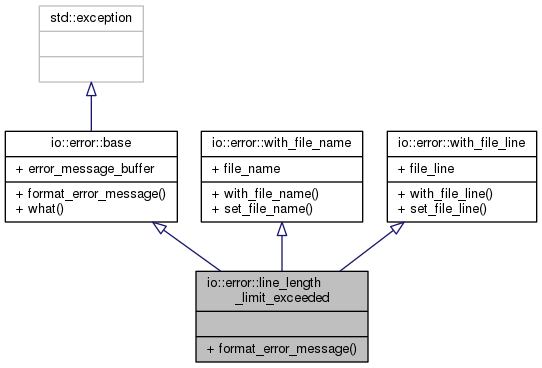 std::exception
io::error::base
+ error_message_buffer
+ format_error_message()
+ what()
io::error::with_file_name
+ file_name
+ with_file_name()
+ set_file_name()
io::error::with_file_line
+ file_line
+ with_file_line()
+ set_file_line()
io::error::line_length
_limit_exceeded
+ format_error_message()